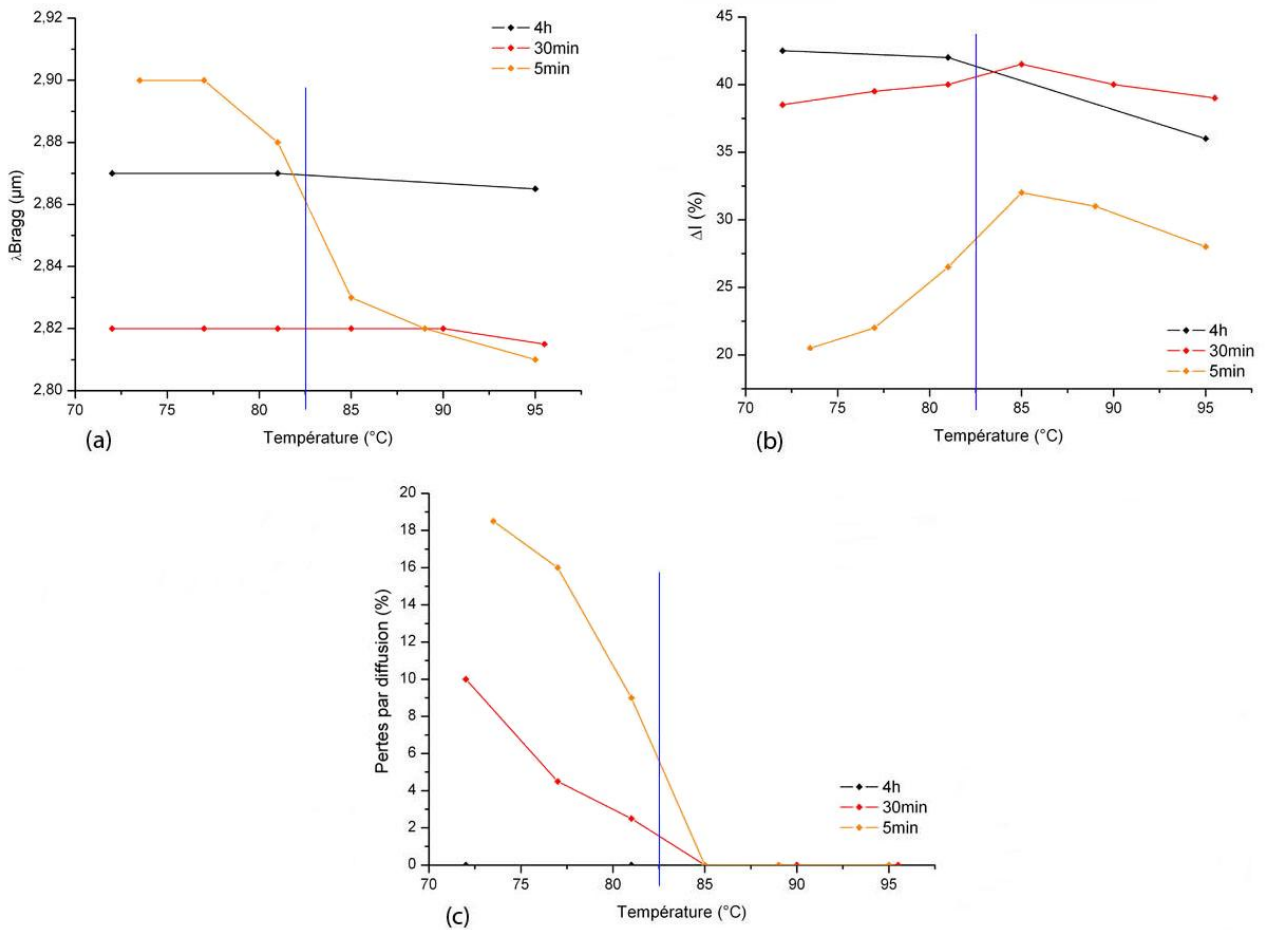 2,92
2,90
2,88
2,86
2,84
2,82
2,80
λBragg (µm)
4h
30min
5min
70 75 80 85 90 95
Température (°C)
(a)
45
40
35
30
25
20
ΔI (%)
4h
30min
5min
70 75 80 85 90 95
Température (°C)
(b)
20
18
16
14
12
10
8
6
4
2
0
Pertes par diffusion (%)
4h
30min
5min
70 75 80 85 90 95
Température (°C)
(c)